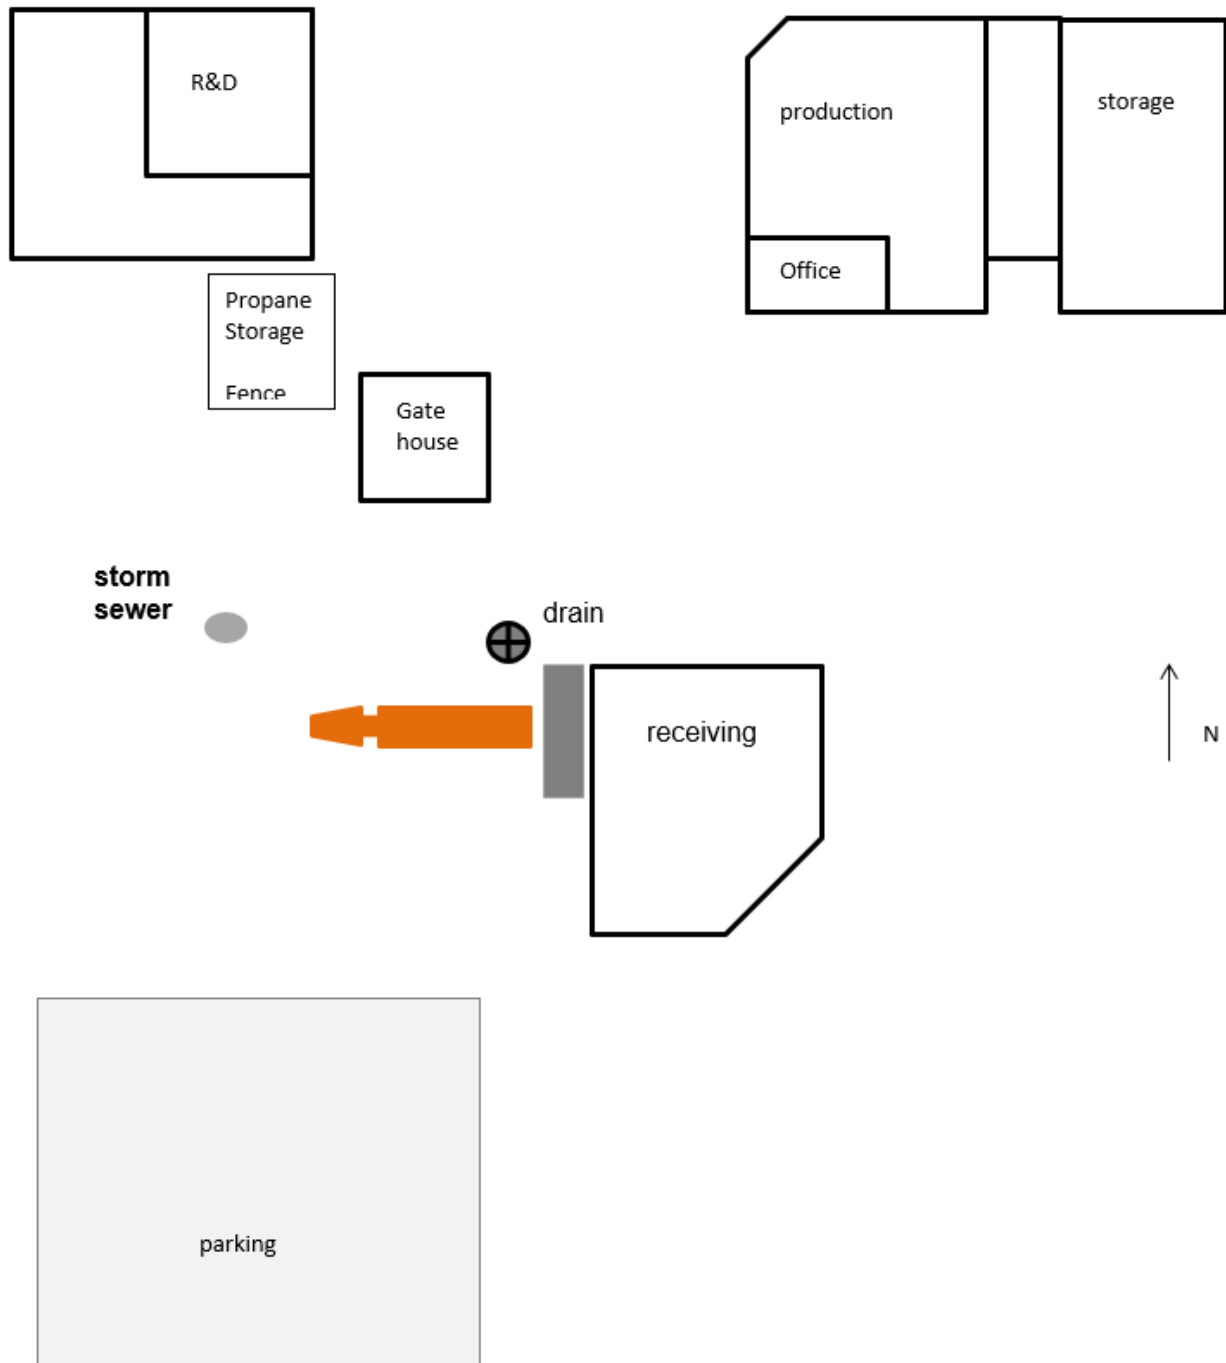 R&D
production
storage
Office
Propane
Storage
Fence
Gate
house
storm
sewer
drain
receiving
N
parking